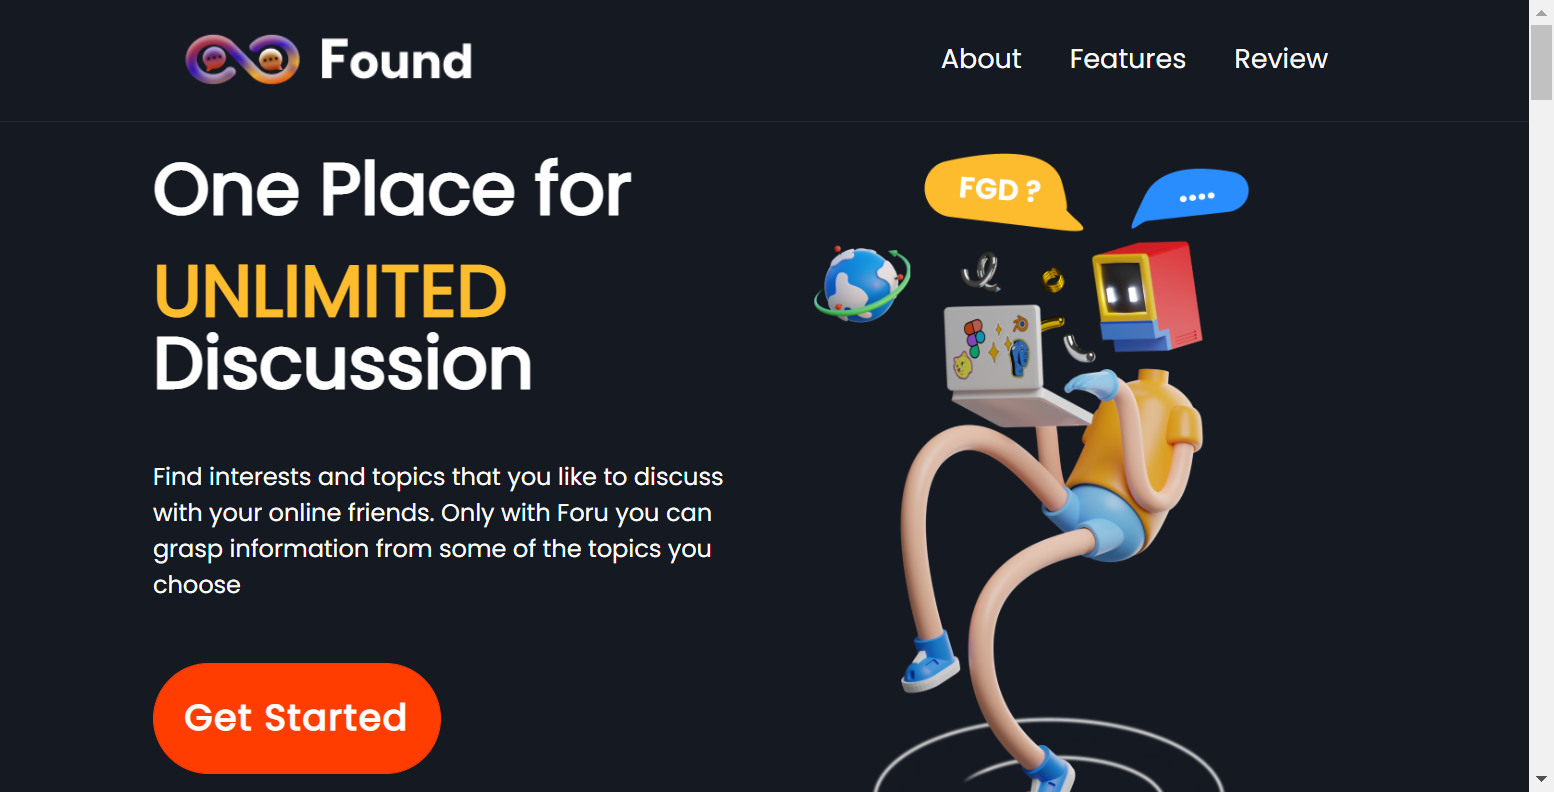 Found
About Features Review
One Place for
UNLIMITED
Discussion
Find interests and topics that you like to discuss
with your online friends. Only with Foru you can
grasp information from some of the topics you
choose
Get Started
FGD ?
....